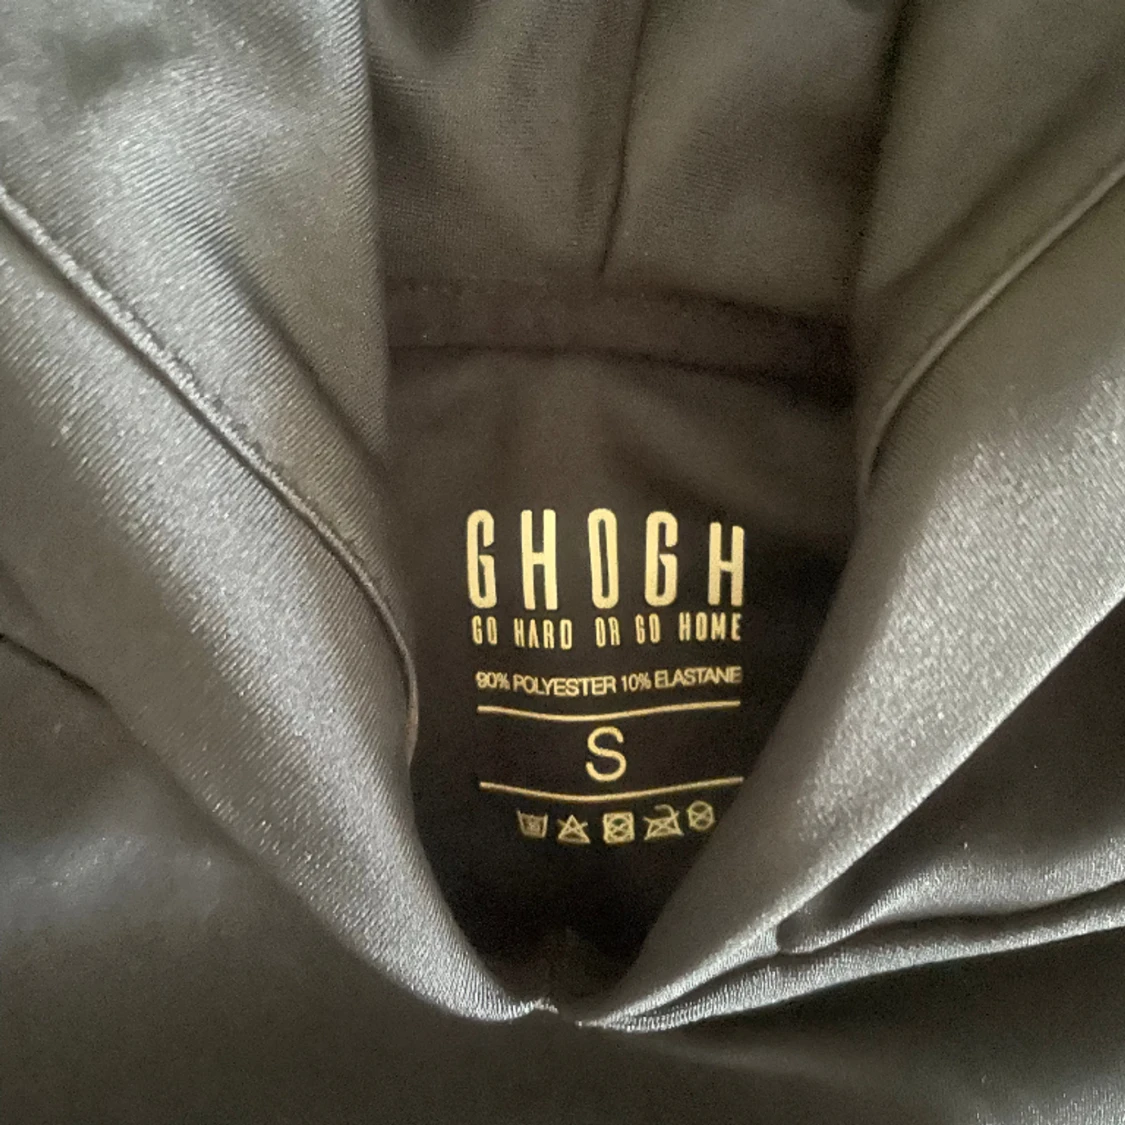 GHOGH
GO HARD OR GO HOME
90% POLYESTER 10% ELASTANE
S